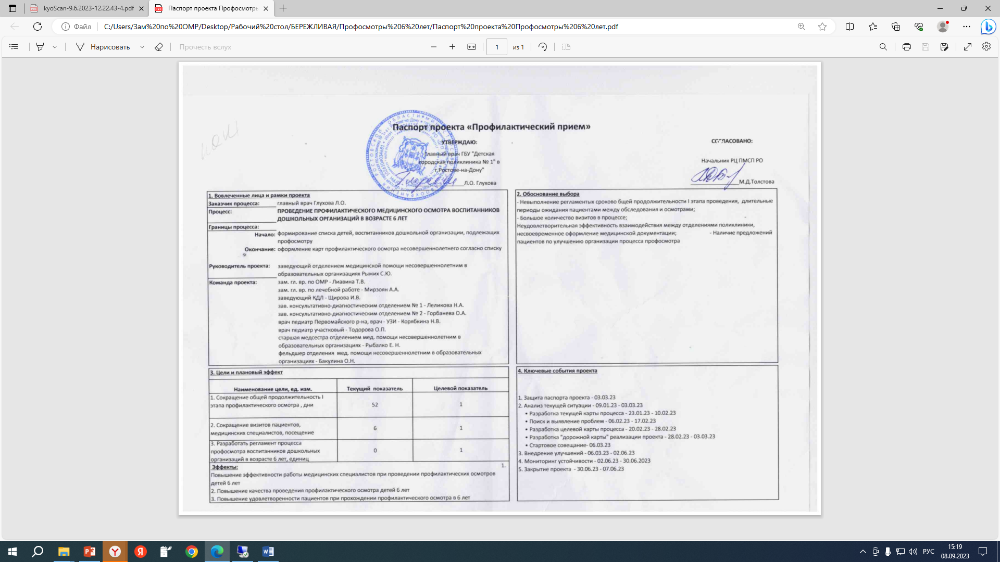 kyoScan-9.6.2023-12.22.43-4.pdf
Паспорт проекта Профосмотры
Файл
C:/Users/Зам%20по%20ОМР/Desktop/Рабочий%20стол/БЕРЕЖЛИВАЯ/Профосмотры%206%20лет/Паспорт%20проекта%20Профосмотры%206%20лет.pdf
Нарисовать
Прочесть вслух
1
из 1
Паспорт проекта «Профилактический прием»
УТВЕРЖДАЮ:
Главный врач ГБУ "Детская
городская поликлиника № 1" в
г.Ростове-на-Дону"
Л.О. Глухова
СОГЛАСОВАНО:
Начальник РЦ ПМСП РО
М.Д.Толстова
1. Вовлеченные лица и рамки проекта
Заказчик процесса: главный врач Глухова Л.О.
Процесс: ПРОВЕДЕНИЕ ПРОФИЛАКТИЧЕСКОГО МЕДИЦИНСКОГО ОСМОТРА ВОСПИТАННИКОВ
ДОШКОЛЬНЫХ ОРГАНИЗАЦИЙ В ВОЗРАСТЕ 6 ЛЕТ
Границы процесса:
Начало: формирование списка детей, воспитанников дошкольной организации, подлежащих
профосмотру
Окончание: оформление карт профилактического осмотра несовершеннолетнего согласно списку
Руководитель проекта: заведующий отделением медицинской помощи несовершеннолетним в
образовательных организациях Рыжих С.Ю.
Команда проекта: зам. гл. вр. по ОМР - Лиавина Т.В.
зам. гл. вр. по лечебной работе - Мирзоян А.А.
заведующий КДЛ - Щирова И.В.
зав. консультативно-диагностическим отделением № 1 - Леликова Н.А.
зав. консультативно-диагностическим отделением № 2 - Горбанева О.А.
врач педиатр Первомайского р-на, врач - УЗИ - Корябкина Н.В.
врач педиатр участковый - Тодорова О.П.
старшая медсестра отделением мед. помощи несовершеннолетним в
образовательных организациях - Рыбалко Е. Н.
фельдшер отделения мед. помощи несовершеннолетним в образовательных
организациях - Бакулина О.Н.
2. Обоснование выбора
- Невыполнение регламентых сроково бщей продолжительности I этапа проведения, длительные
периоды ожидания пациентами между обследования и осмотрами;
- Большое количество визитов в процессе; -
Неудовлетворительная эффективность взаимодействия между отделениями поликлиники,
несвоевременное оформление медицинской документации; - Наличие предложений
пациентов по улучшению организации процесса профосмотра
3. Цели и плановый эффект
Наименование цели, ед. изм. Текущий показатель Целевой показатель
1. Сокращение общей продолжительность I
этапа профилактического осмотра , дни 52 1
2. Сокращение визитов пациентов,
медицинских специалистов, посещение 6 1
3. Разработать регламент процесса
профосмотра воспитанников дошкольных 0 1
организаций в возрасте 6 лет, единиц
Эффекты: 1.
Повышение эффективности работы медицинских специалистов при проведении профилактических осмотров
детей 6 лет
2. Повышение качества проведения профилактического осмотра детей 6 лет
3. Повышение удовлетворенности пациентов при прохождении профилактического осмотра в 6 лет
4. Ключевые события проекта
1. Защита паспорта проекта - 03.03.23
2. Анализ текущей ситуации - 09.01.23 - 03.03.23
• Разработка текущей карты процесса - 23.01.23 - 10.02.23
• Поиск и выявление проблем - 06.02.23 - 17.02.23
• Разработка целевой карты процесса - 20.02.23 - 28.02.23
• Разработка "дорожной карты" реализации проекта - 28.02.23 - 03.03.23
• Стартовое совещание- 06.03.23
3. Внедрение улучшений - 06.03.23 - 02.06.23
4. Мониторинг устойчивости - 02.06.23 - 30.06.2023
5. Закрытие проекта - 30.06.23 - 07.06.23
РУС
15:19
08.09.2023